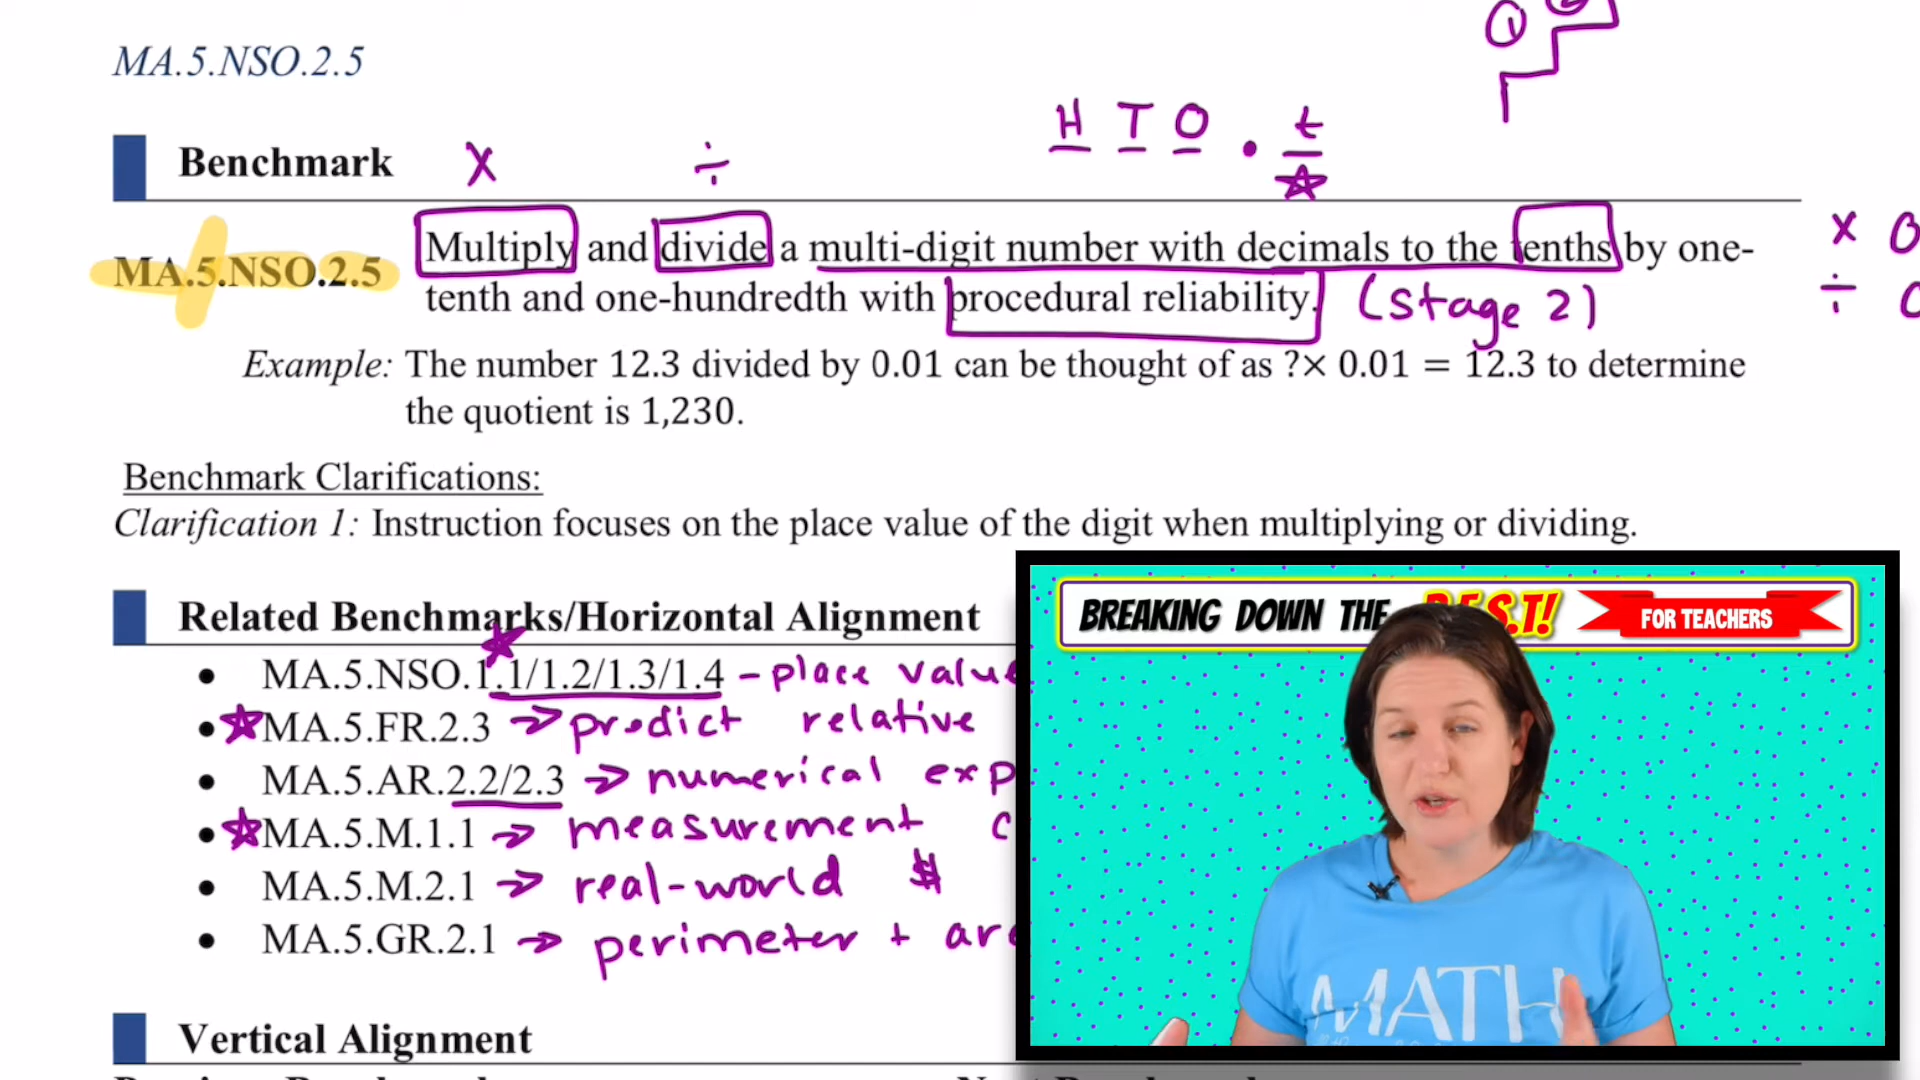 MA.5.NSO.2.5
H T O . t
Benchmark × ÷
MA.5.NSO.2.5 Multiply and divide a multi-digit number with decimals to the tenths by one-
tenth and one-hundredth with procedural reliability. (Stage 2)
× 0
÷ 0
Example: The number 12.3 divided by 0.01 can be thought of as ?× 0.01 = 12.3 to determine
the quotient is 1,230.
Benchmark Clarifications:
Clarification 1: Instruction focuses on the place value of the digit when multiplying or dividing.
Related Benchmarks/Horizontal Alignment
• MA.5.NSO.1.1/1.2/1.3/1.4 – place value
• MA.5.FR.2.3 → predict relative
• MA.5.AR.2.2/2.3 → numerical exp
• MA.5.M.1.1 → measurement c
• MA.5.M.2.1 → real-world $
• MA.5.GR.2.1 → perimeter + are
Vertical Alignment
BREAKING DOWN THE B.E.S.T! FOR TEACHERS
MATH